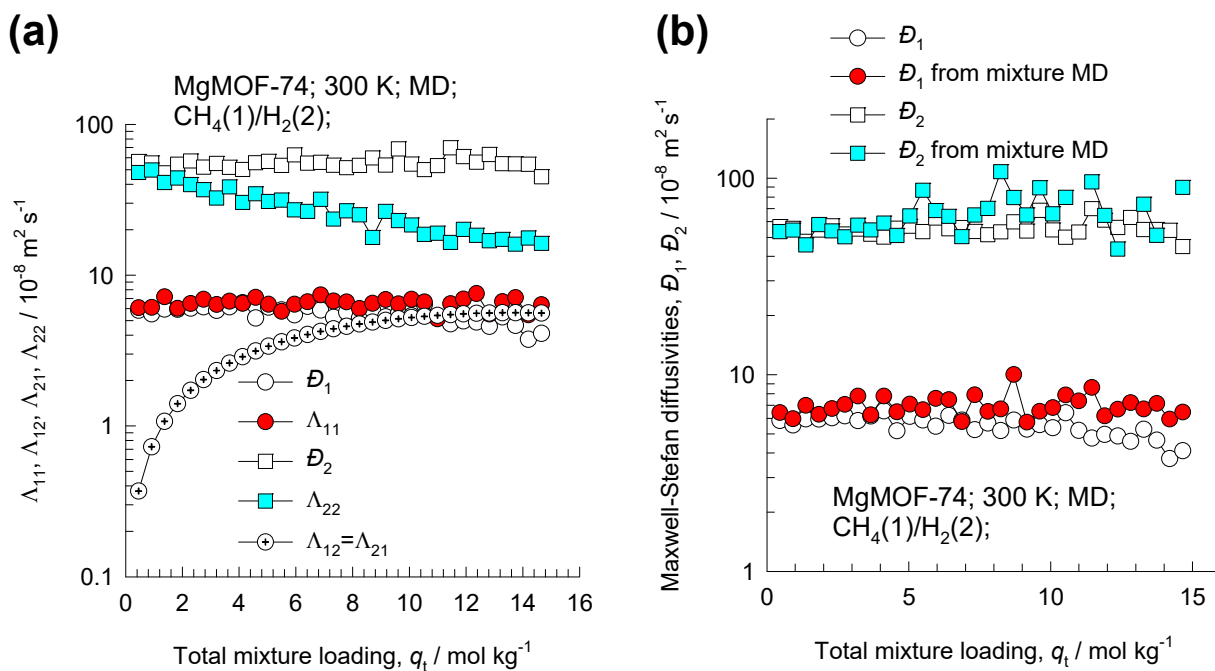 (a)
MgMOF-74; 300 K; MD;
CH₄(1)/H₂(2);
Λ₁₁, Λ₁₂, Λ₂₁, Λ₂₂ / 10⁻⁸ m² s⁻¹
100
10
1
0.1
Đ₁
Λ₁₁
Đ₂
Λ₂₂
Λ₁₂=Λ₂₁
0 2 4 6 8 10 12 14 16
Total mixture loading, qₜ / mol kg⁻¹
(b)
Đ₁
Đ₁ from mixture MD
Đ₂
Đ₂ from mixture MD
Maxwell-Stefan diffusivities, Đ₁, Đ₂ / 10⁻⁸ m² s⁻¹
100
10
1
MgMOF-74; 300 K; MD;
CH₄(1)/H₂(2);
0 5 10 15
Total mixture loading, qₜ / mol kg⁻¹